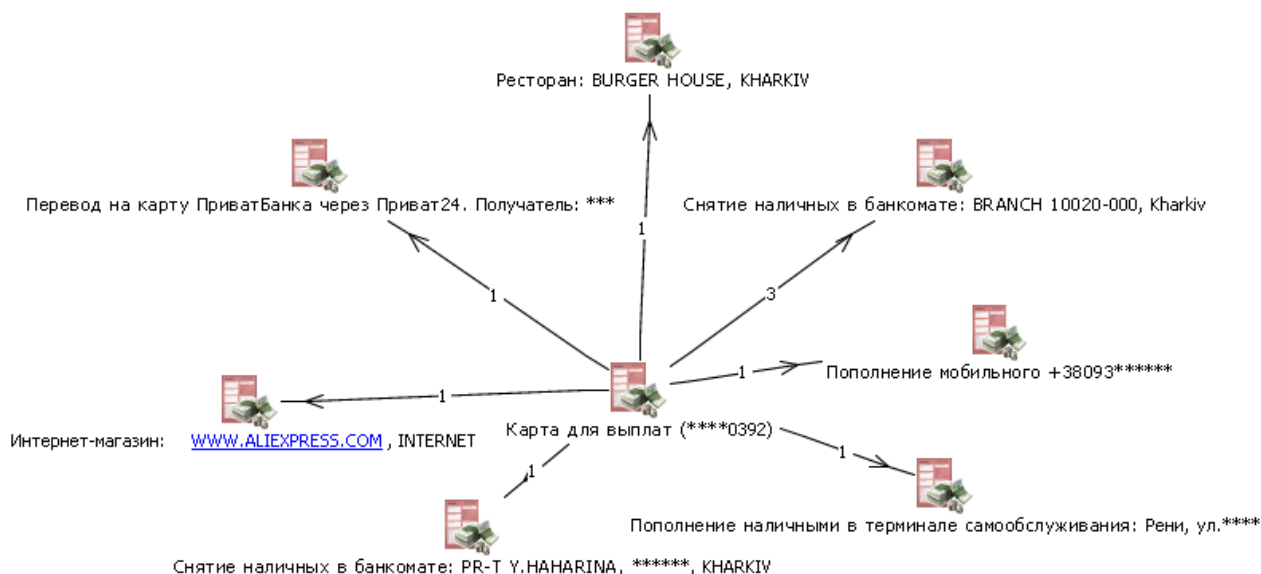 Ресторан: BURGER HOUSE, KHARKIV
Перевод на карту ПриватБанка через Приват24. Получатель: ***
Снятие наличных в банкомате: BRANCH 10020-000, Kharkiv
1
1
3
Пополнение мобильного +38093******
1
1
Интернет-магазин: WWW.ALIEXPRESS.COM , INTERNET
Карта для выплат (****0392)
1
1
Пополнение наличными в терминале самообслуживания: Рени, ул.****
Снятие наличных в банкомате: PR-T Y.HAHARINA, ******, KHARKIV